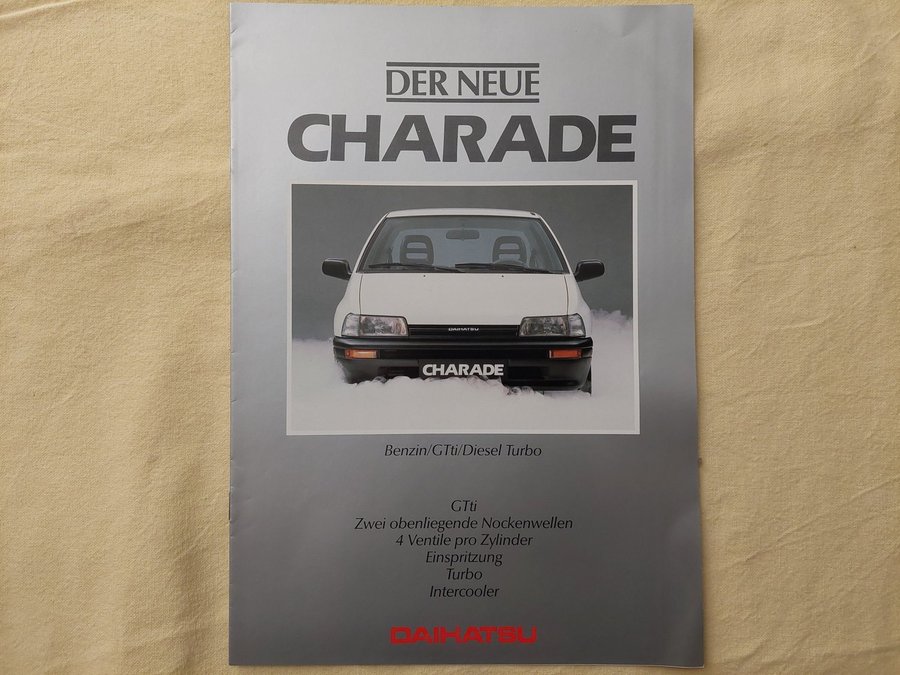 DER NEUE
CHARADE
DAIHATSU
CHARADE
Benzin/GTti/Diesel Turbo
GTti
Zwei obenliegende Nockenwellen
4 Ventile pro Zylinder
Einspritzung
Turbo
Intercooler
DAIHATSU